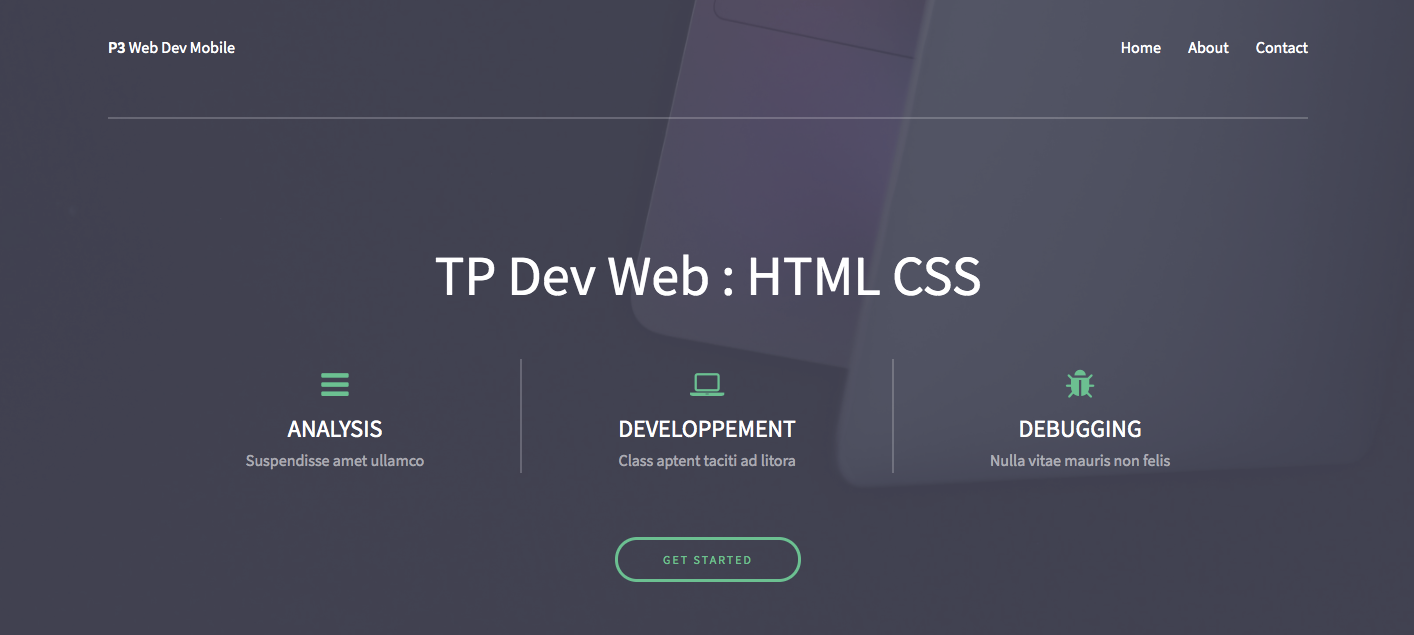 P3 Web Dev Mobile
Home About Contact
TP Dev Web : HTML CSS
ANALYSIS DEVELOPPEMENT DEBUGGING
Suspendisse amet ullamco Class aptent taciti ad litora Nulla vitae mauris non felis
GET STARTED